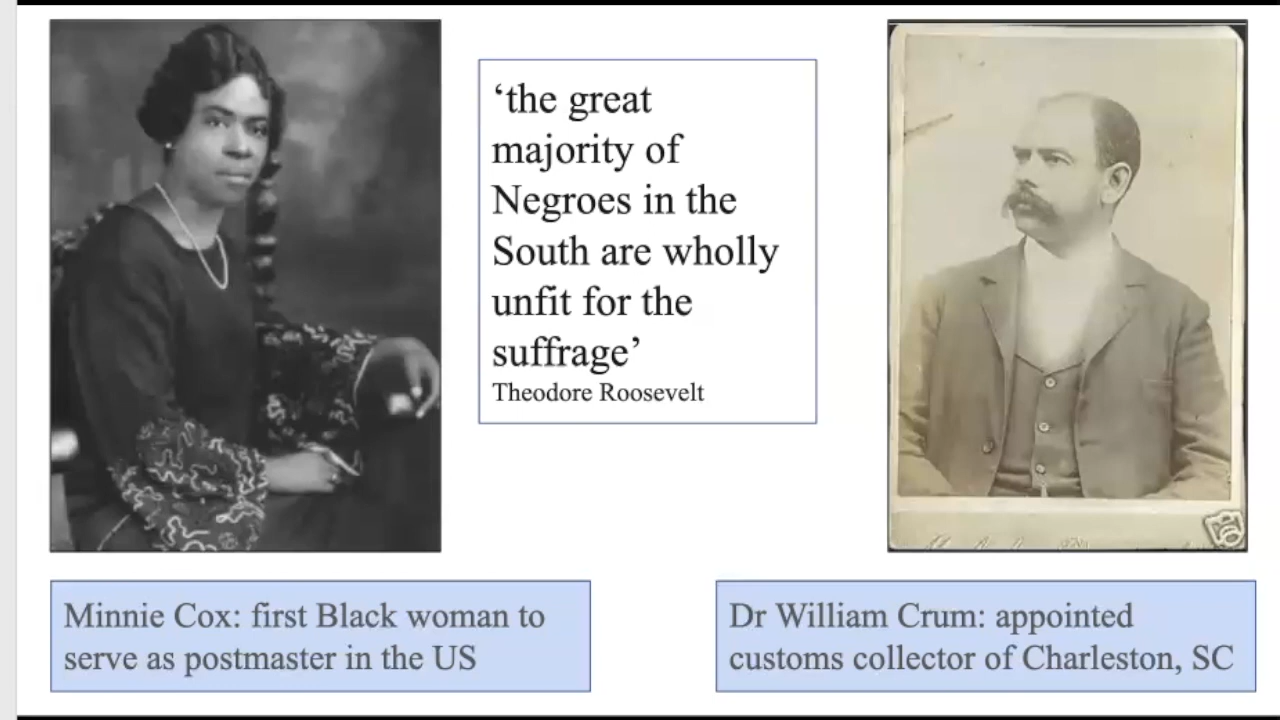 ‘the great
majority of
Negroes in the
South are wholly
unfit for the
suffrage’
Theodore Roosevelt
Minnie Cox: first Black woman to
serve as postmaster in the US
Dr William Crum: appointed
customs collector of Charleston, SC